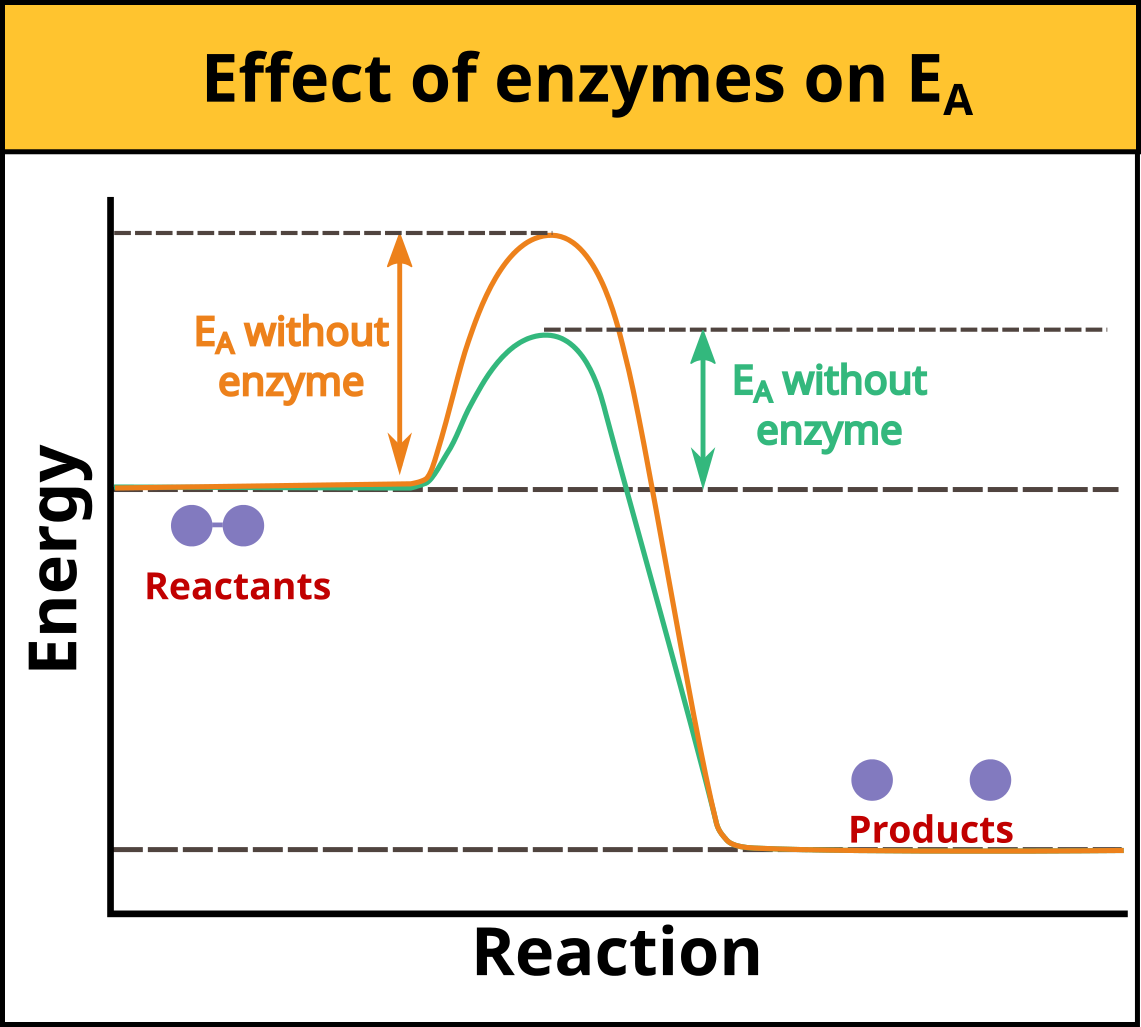 Effect of enzymes on EA
EA without
enzyme
EA without
enzyme
Energy
Reactants
Products
Reaction